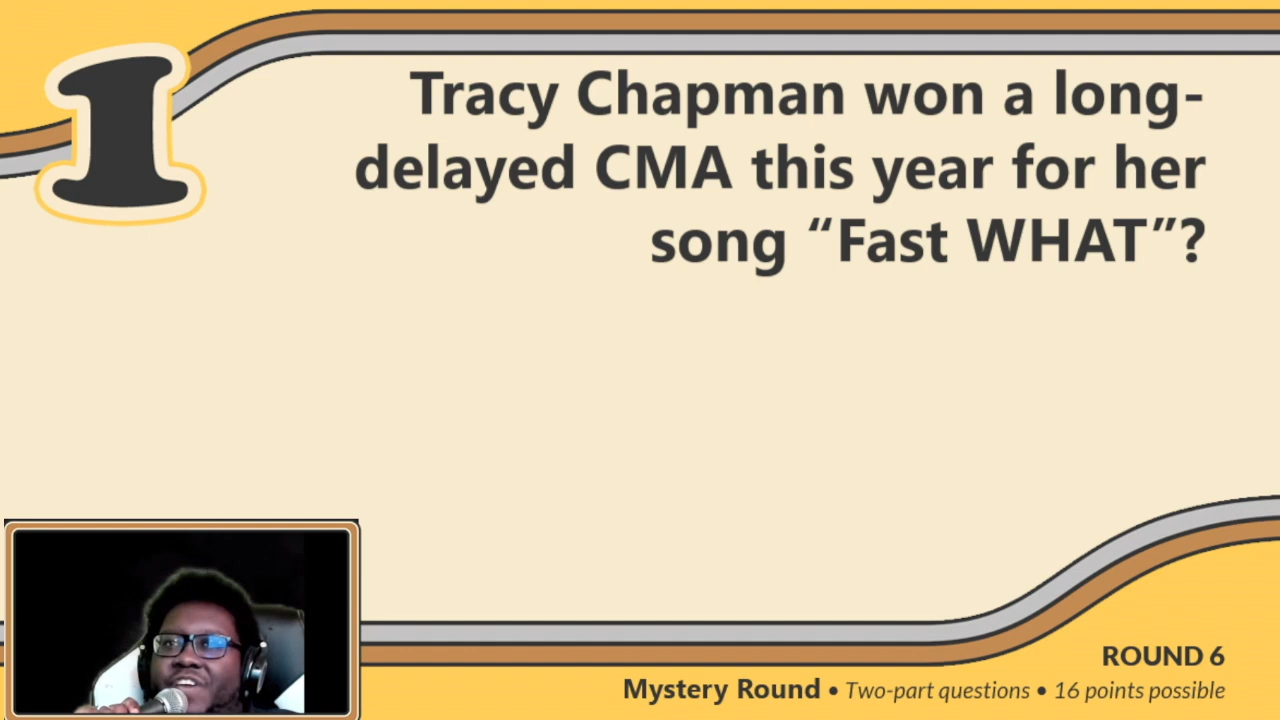 1
Tracy Chapman won a long-
delayed CMA this year for her
song “Fast WHAT”?
ROUND 6
Mystery Round • Two-part questions • 16 points possible